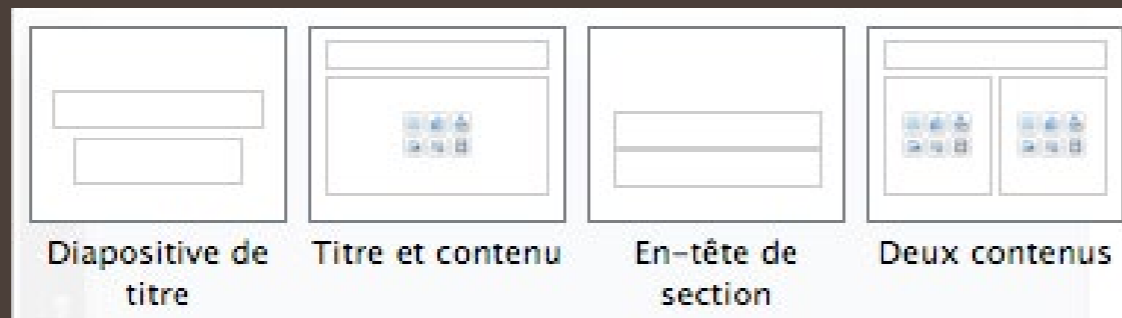 Diapositive de
titre
Titre et contenu
En-tête de
section
Deux contenus